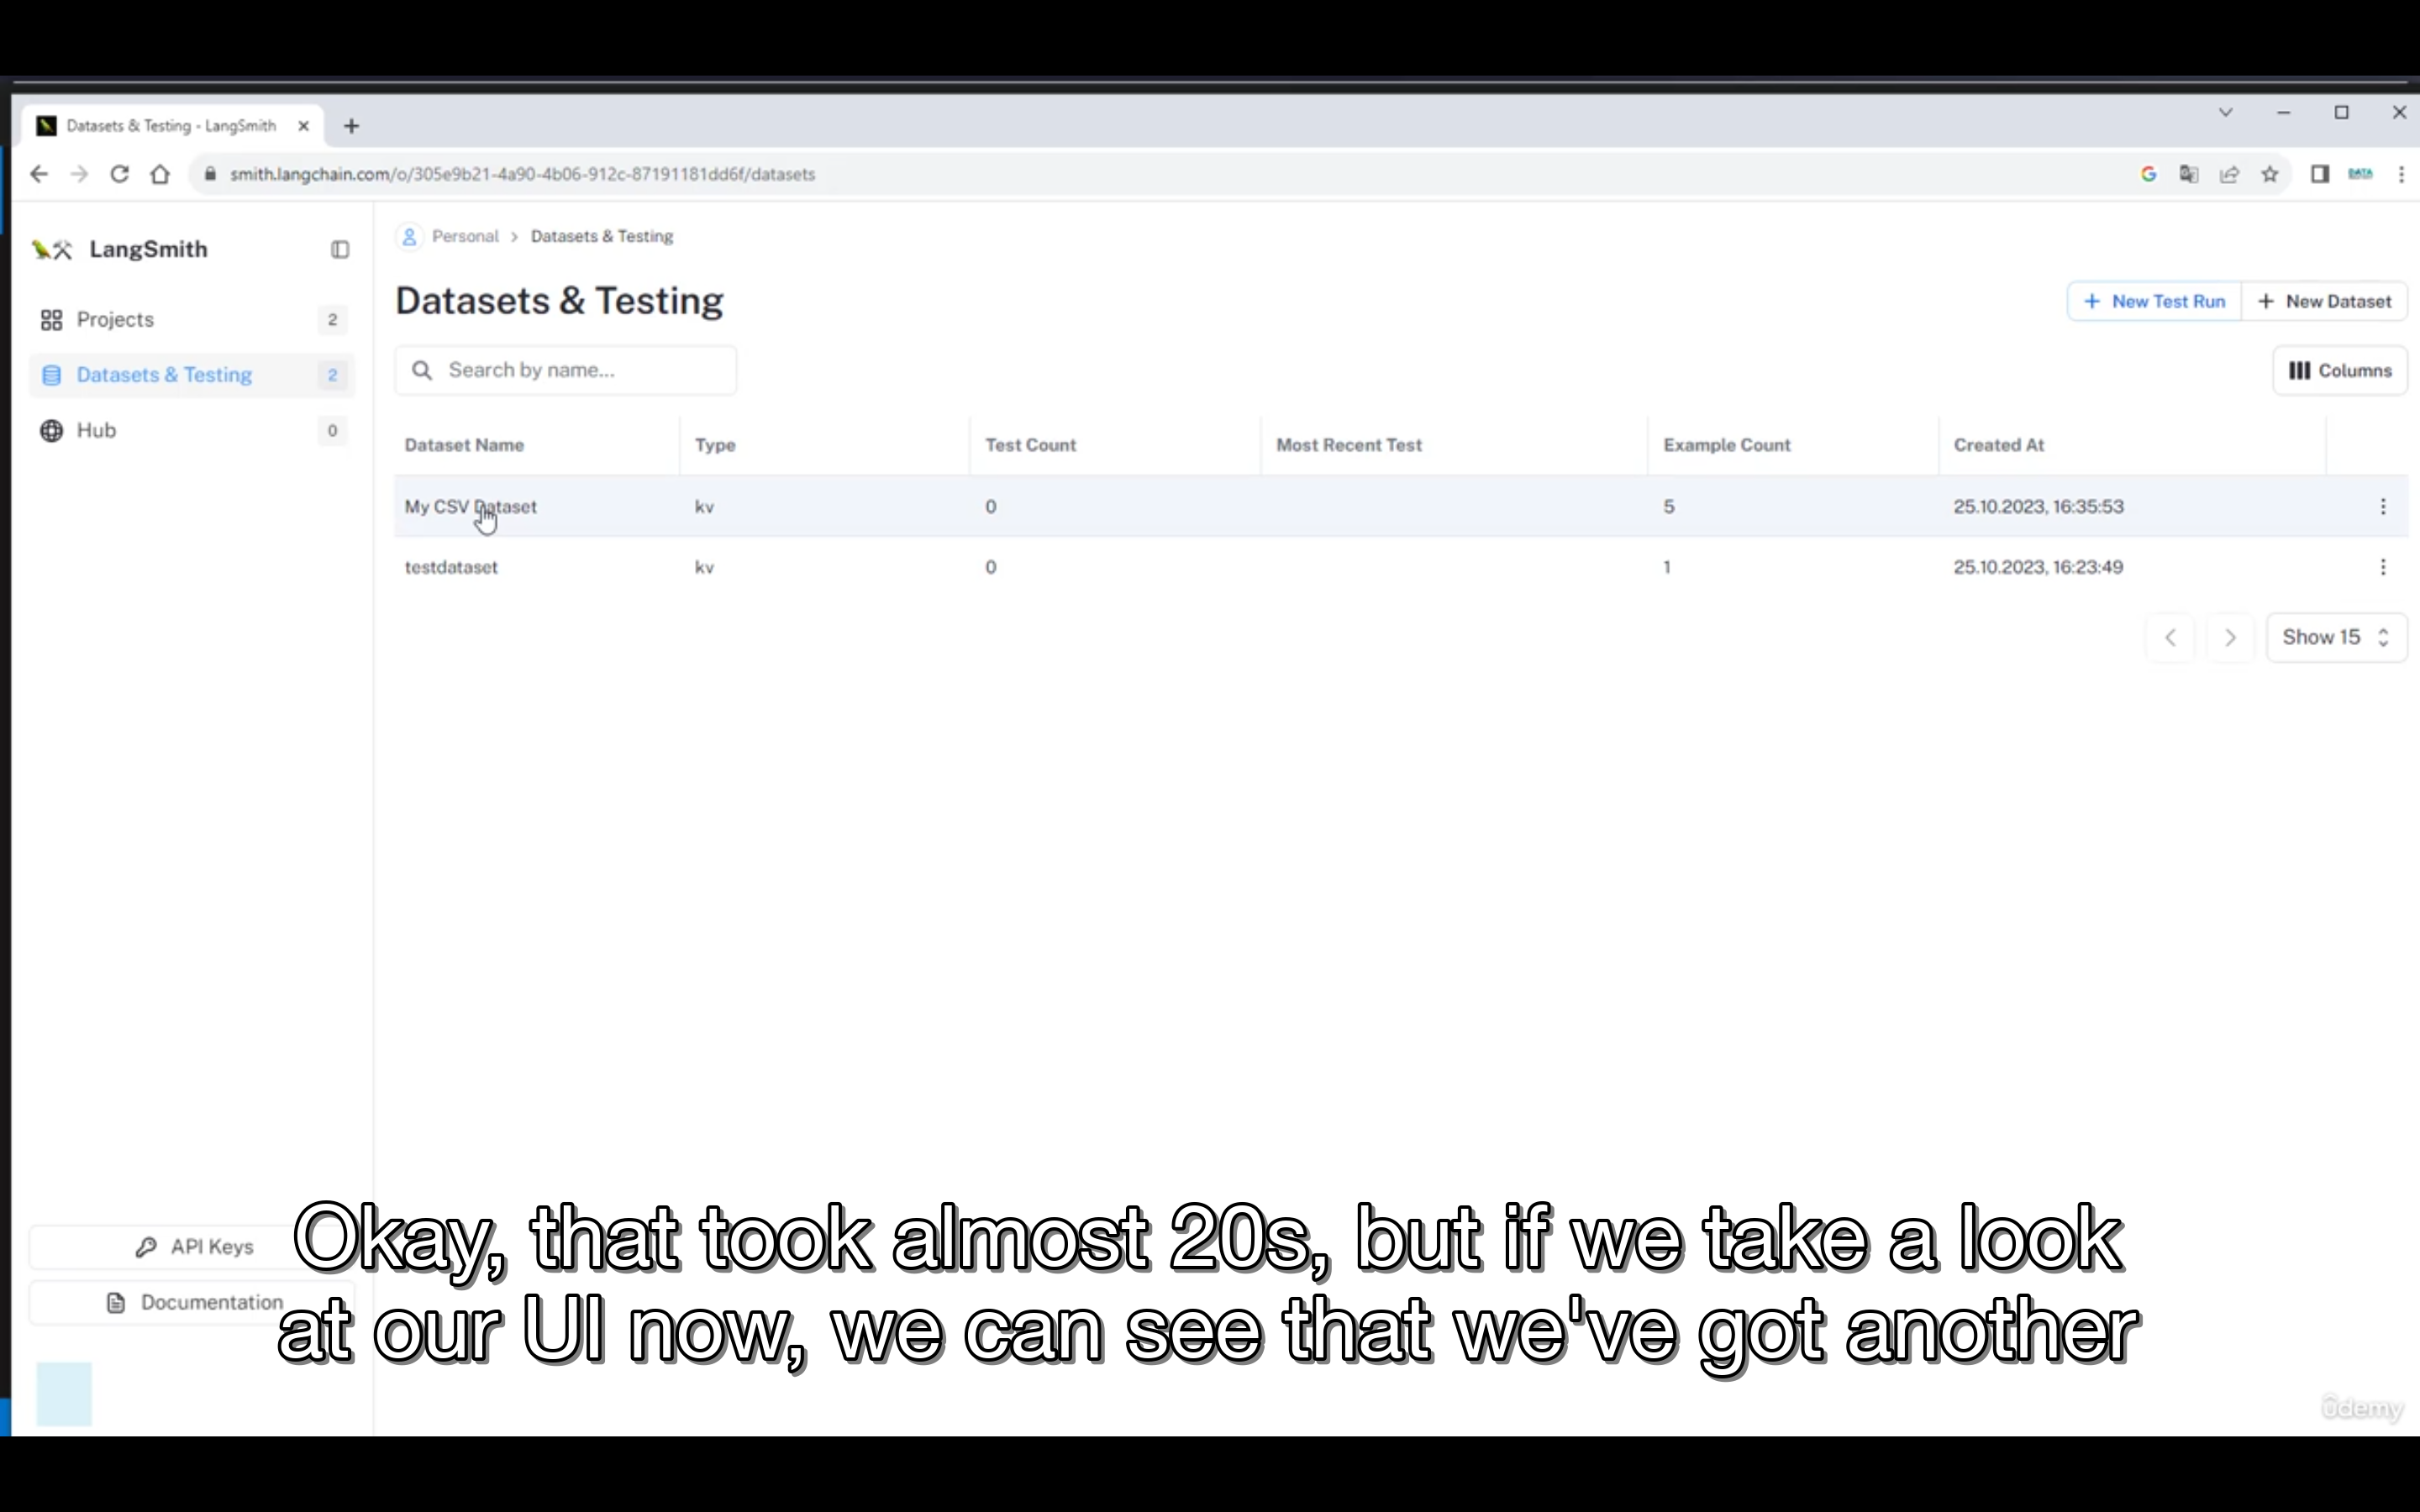 Datasets & Testing - LangSmith
smith.langchain.com/o/305e9b21-4a90-4b06-912c-87191181dd6f/datasets
DATA
LangSmith
Projects 2
Datasets & Testing 2
Hub 0
Personal > Datasets & Testing
Datasets & Testing
+ New Test Run + New Dataset
Search by name...
Columns
Dataset Name Type Test Count Most Recent Test Example Count Created At
My CSV Dataset kv 0 5 25.10.2023, 16:35:53
testdataset kv 0 1 25.10.2023, 16:23:49
Show 15
API Keys
Documentation
Okay, that took almost 20s, but if we take a look
at our UI now, we can see that we've got another
ûdemy